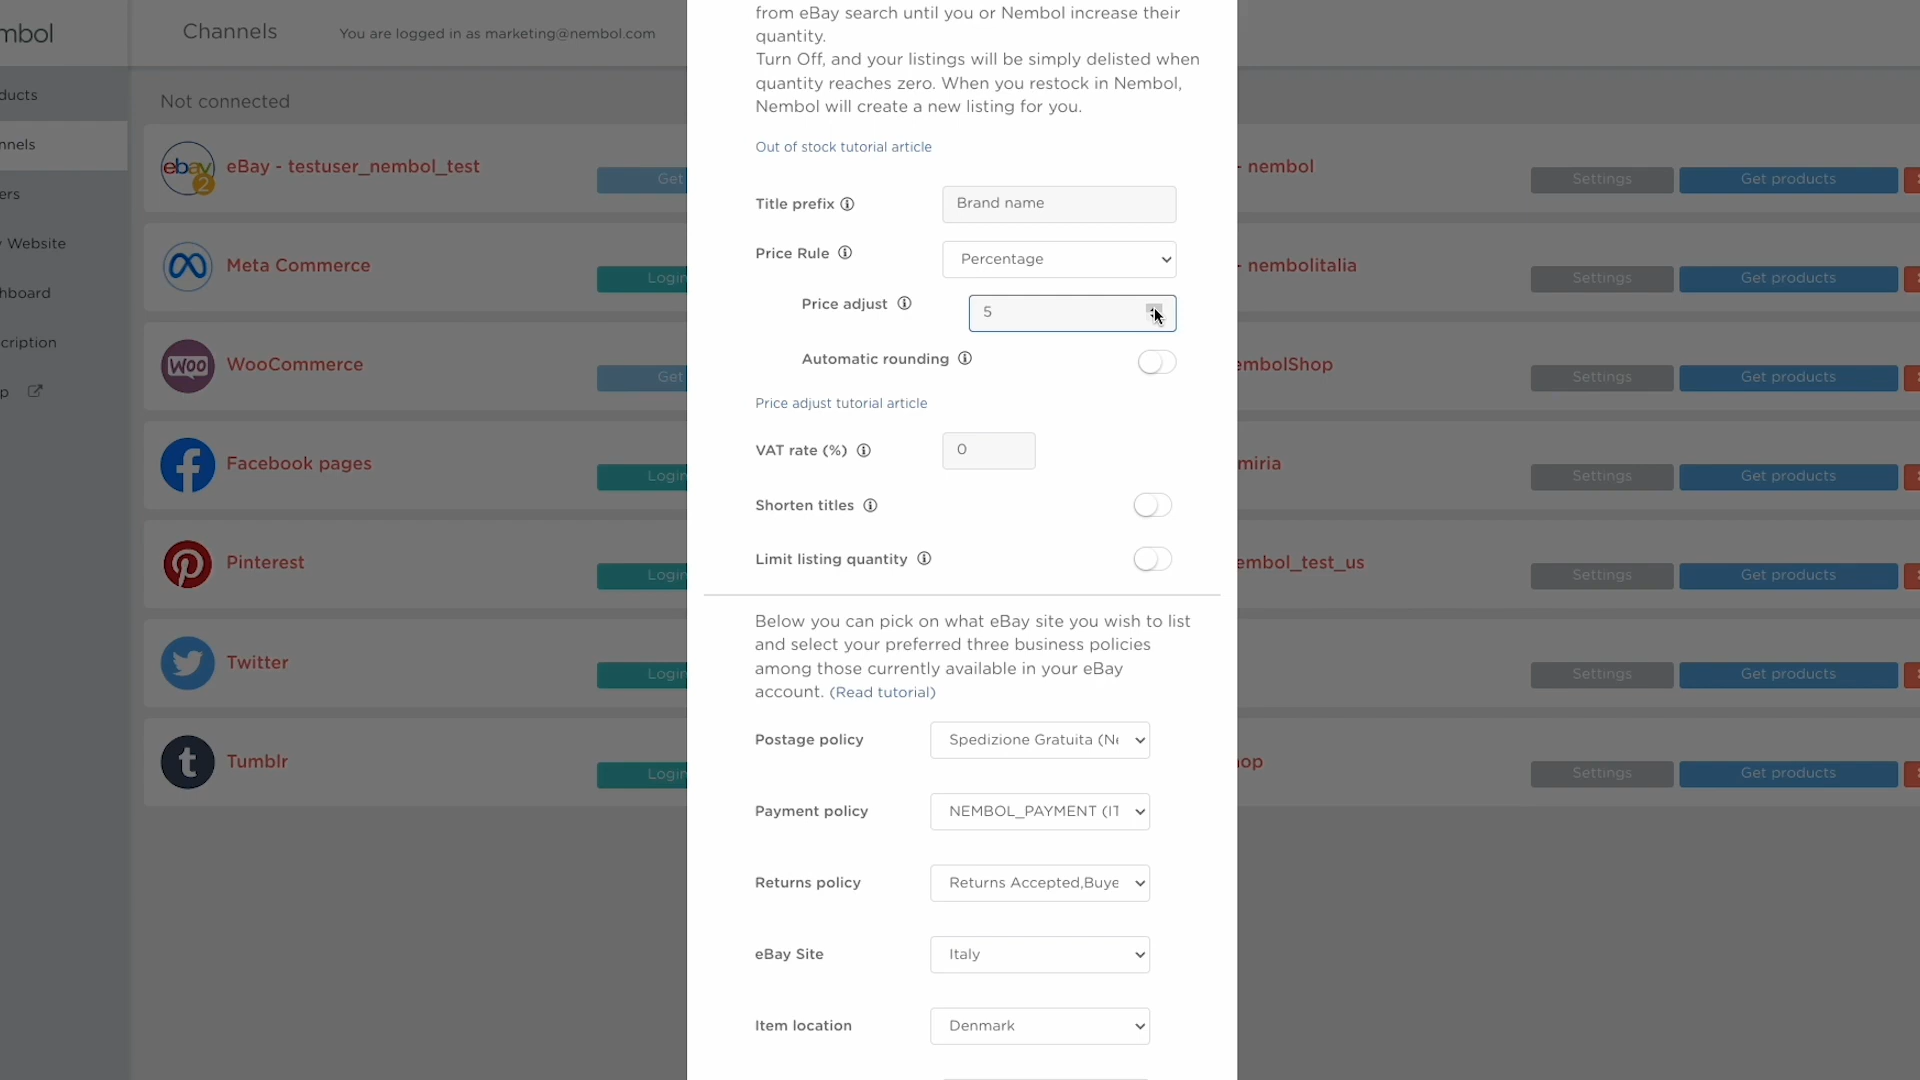 mbol
Channels
You are logged in as marketing@nembol.com
ducts
nnels
ers
Website
hboard
cription
p
Not connected
ebay 2
eBay - testuser_nembol_test
Get
Meta Commerce
Login
Woo
WooCommerce
Get
Facebook pages
Login
Pinterest
Login
Twitter
Login
Tumblr
Login
from eBay search until you or Nembol increase their
quantity.
Turn Off, and your listings will be simply delisted when
quantity reaches zero. When you restock in Nembol,
Nembol will create a new listing for you.
Out of stock tutorial article
Title prefix
Brand name
Price Rule
Percentage
Price adjust
5
Automatic rounding
Price adjust tutorial article
VAT rate (%)
0
Shorten titles
Limit listing quantity
Below you can pick on what eBay site you wish to list
and select your preferred three business policies
among those currently available in your eBay
account. (Read tutorial)
Postage policy
Spedizione Gratuita (Ne
Payment policy
NEMBOL_PAYMENT (IT
Returns policy
Returns Accepted,Buye
eBay Site
Italy
Item location
Denmark
- nembol
Settings
Get products
- nembolitalia
Settings
Get products
embolShop
Settings
Get products
miria
Settings
Get products
embol_test_us
Settings
Get products
Settings
Get products
op
Settings
Get products